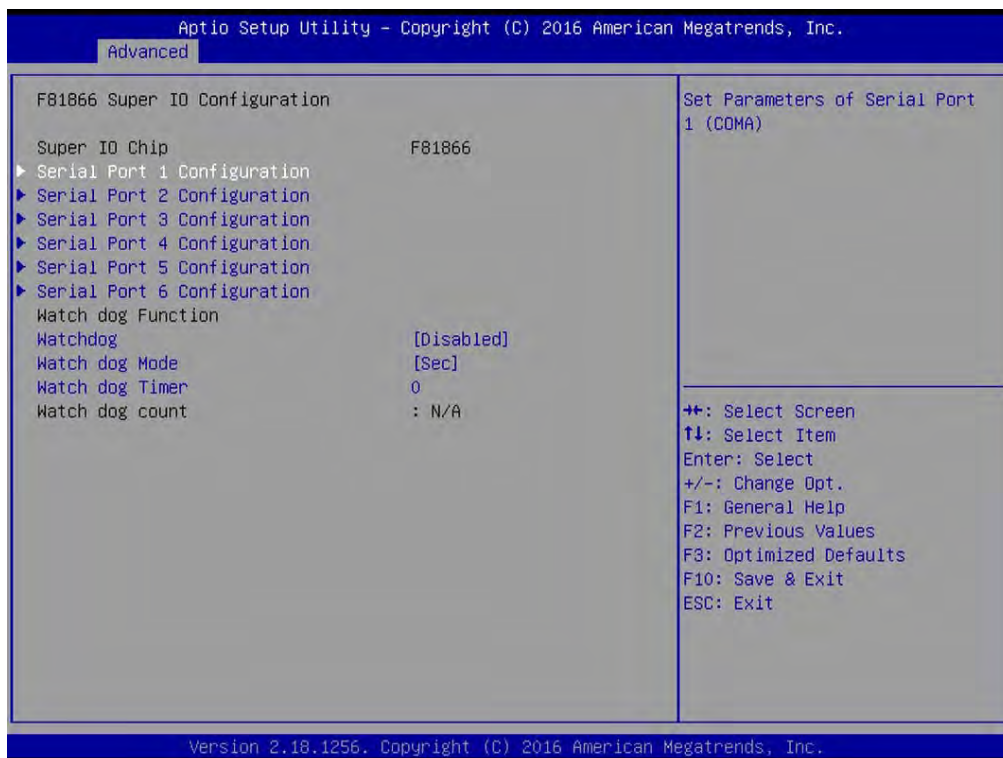 Aptio Setup Utility – Copyright (C) 2016 American Megatrends, Inc.
Advanced
F81866 Super IO Configuration
Super IO Chip F81866
Serial Port 1 Configuration
Serial Port 2 Configuration
Serial Port 3 Configuration
Serial Port 4 Configuration
Serial Port 5 Configuration
Serial Port 6 Configuration
Watch dog Function
Watchdog [Disabled]
Watch dog Mode [Sec]
Watch dog Timer 0
Watch dog count : N/A
Set Parameters of Serial Port
1 (COMA)
→←: Select Screen
↑↓: Select Item
Enter: Select
+/-: Change Opt.
F1: General Help
F2: Previous Values
F3: Optimized Defaults
F10: Save & Exit
ESC: Exit
Version 2.18.1256. Copyright (C) 2016 American Megatrends, Inc.